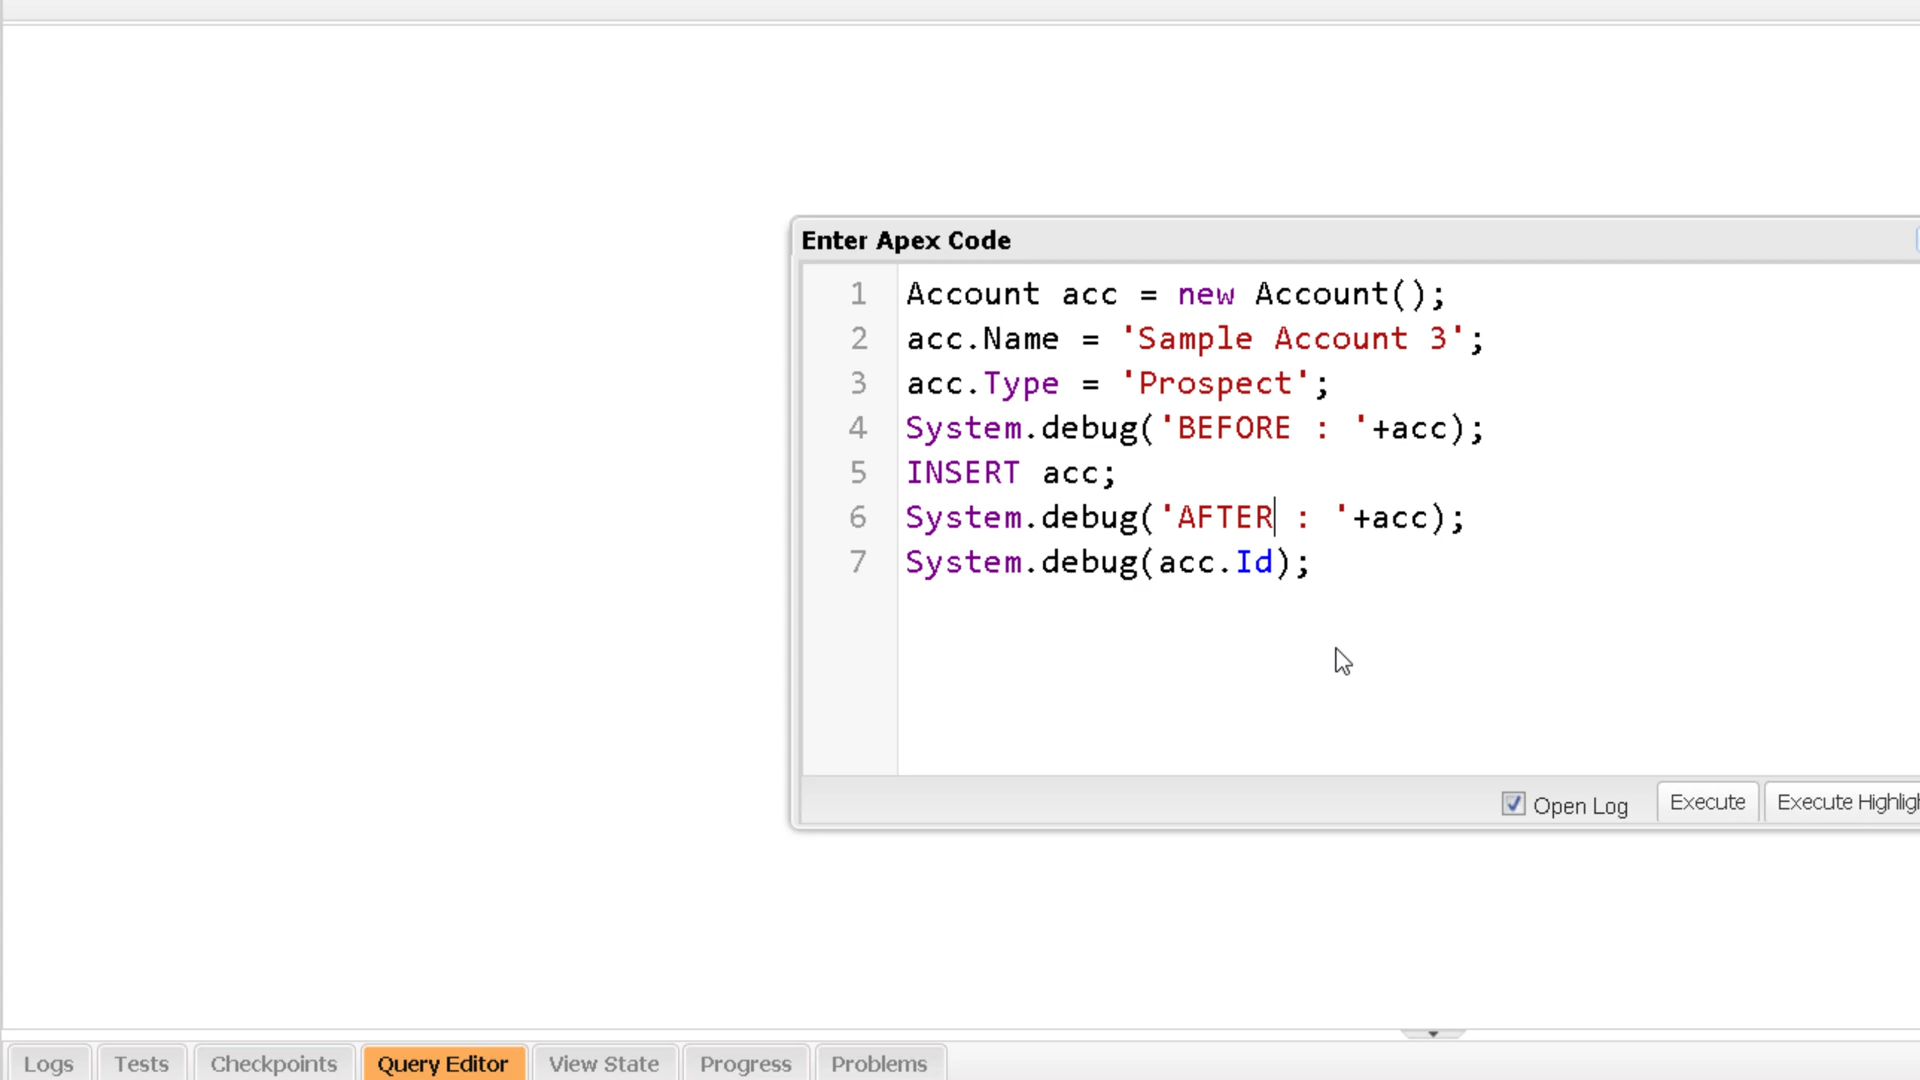 Enter Apex Code
1 Account acc = new Account();
2 acc.Name = 'Sample Account 3';
3 acc.Type = 'Prospect';
4 System.debug('BEFORE : '+acc);
5 INSERT acc;
6 System.debug('AFTER : '+acc);
7 System.debug(acc.Id);
Open Log Execute Execute Highlig
Logs Tests Checkpoints Query Editor View State Progress Problems